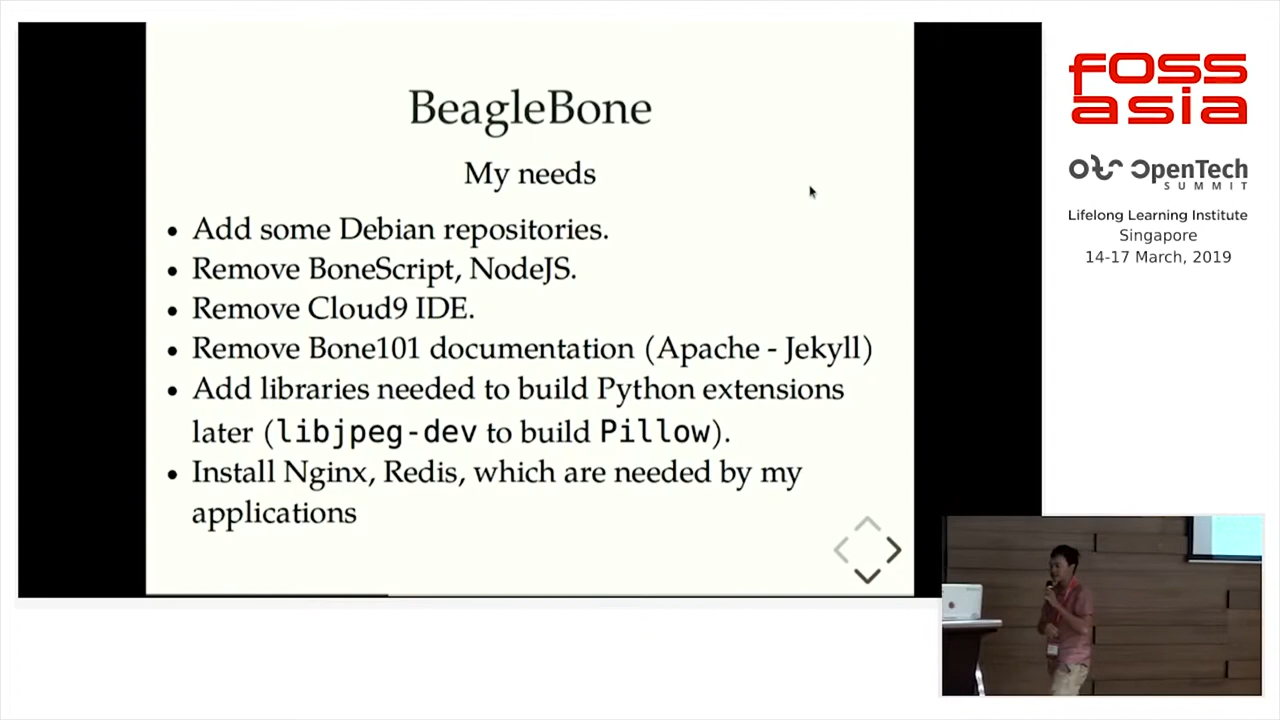 BeagleBone
My needs
• Add some Debian repositories.
• Remove BoneScript, NodeJS.
• Remove Cloud9 IDE.
• Remove Bone101 documentation (Apache - Jekyll)
• Add libraries needed to build Python extensions
later (libjpeg-dev to build Pillow).
• Install Nginx, Redis, which are needed by my
applications
FOSS
asia
OpenTech
SUMMIT
Lifelong Learning Institute
Singapore
14-17 March, 2019